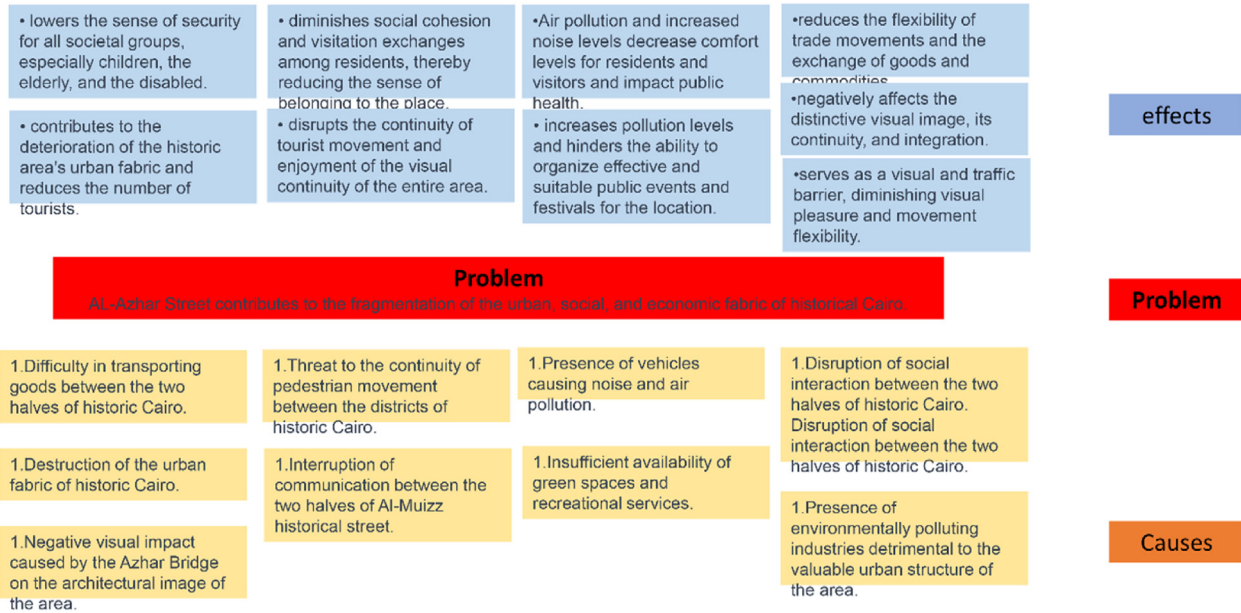 • lowers the sense of security
for all societal groups,
especially children, the
elderly, and the disabled.
• diminishes social cohesion
and visitation exchanges
among residents, thereby
reducing the sense of
belonging to the place.
•Air pollution and increased
noise levels decrease comfort
levels for residents and
visitors and impact public
health.
•reduces the flexibility of
trade movements and the
exchange of goods and
commodities.
• contributes to the
deterioration of the historic
area's urban fabric and
reduces the number of
tourists.
• disrupts the continuity of
tourist movement and
enjoyment of the visual
continuity of the entire area.
• increases pollution levels
and hinders the ability to
organize effective and
suitable public events and
festivals for the location.
•negatively affects the
distinctive visual image, its
continuity, and integration.
•serves as a visual and traffic
barrier, diminishing visual
pleasure and movement
flexibility.
effects
Problem
AL-Azhar Street contributes to the fragmentation of the urban, social, and economic fabric of historical Cairo.
Problem
1.Difficulty in transporting
goods between the two
halves of historic Cairo.
1.Threat to the continuity of
pedestrian movement
between the districts of
historic Cairo.
1.Presence of vehicles
causing noise and air
pollution.
1.Disruption of social
interaction between the two
halves of historic Cairo.
Disruption of social
interaction between the two
halves of historic Cairo.
1.Destruction of the urban
fabric of historic Cairo.
1.Interruption of
communication between the
two halves of Al-Muizz
historical street.
1.Insufficient availability of
green spaces and
recreational services.
1.Negative visual impact
caused by the Azhar Bridge
on the architectural image of
the area.
1.Presence of
environmentally polluting
industries detrimental to the
valuable urban structure of
the area.
Causes